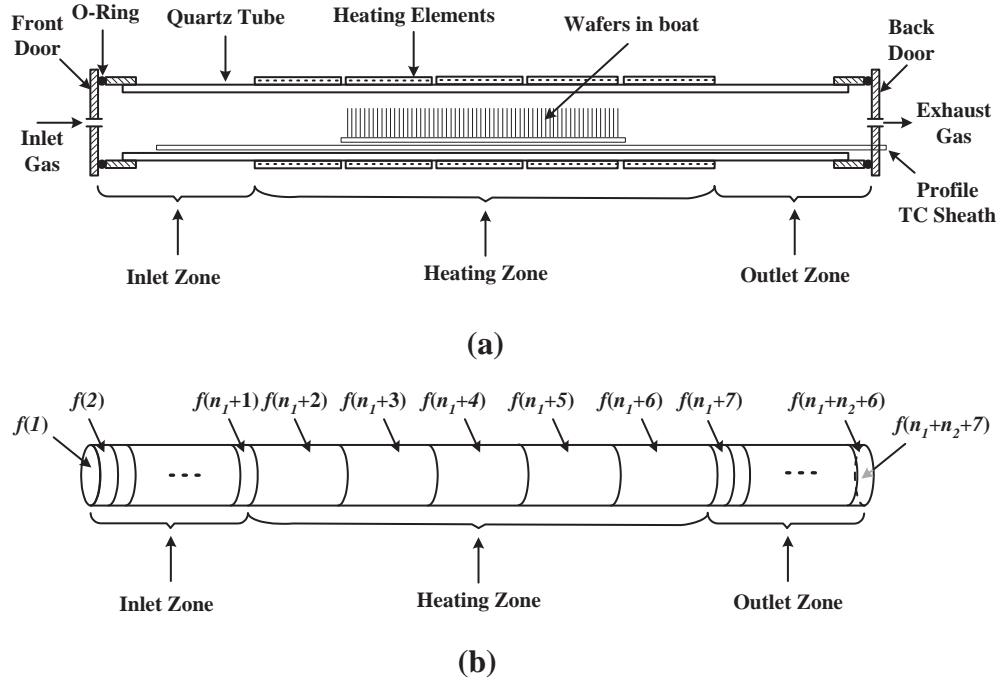 O-Ring
Quartz Tube
Heating Elements
Wafers in boat
Front
Door
Back
Door
Inlet
Gas
Exhaust
Gas
Profile
TC Sheath
Inlet Zone
Heating Zone
Outlet Zone
(a)
f(1)
f(2)
f(n₁+1)
f(n₁+2)
f(n₁+3)
f(n₁+4)
f(n₁+5)
f(n₁+6)
f(n₁+7)
f(n₁+n₂+6)
f(n₁+n₂+7)
Inlet Zone
Heating Zone
Outlet Zone
(b)